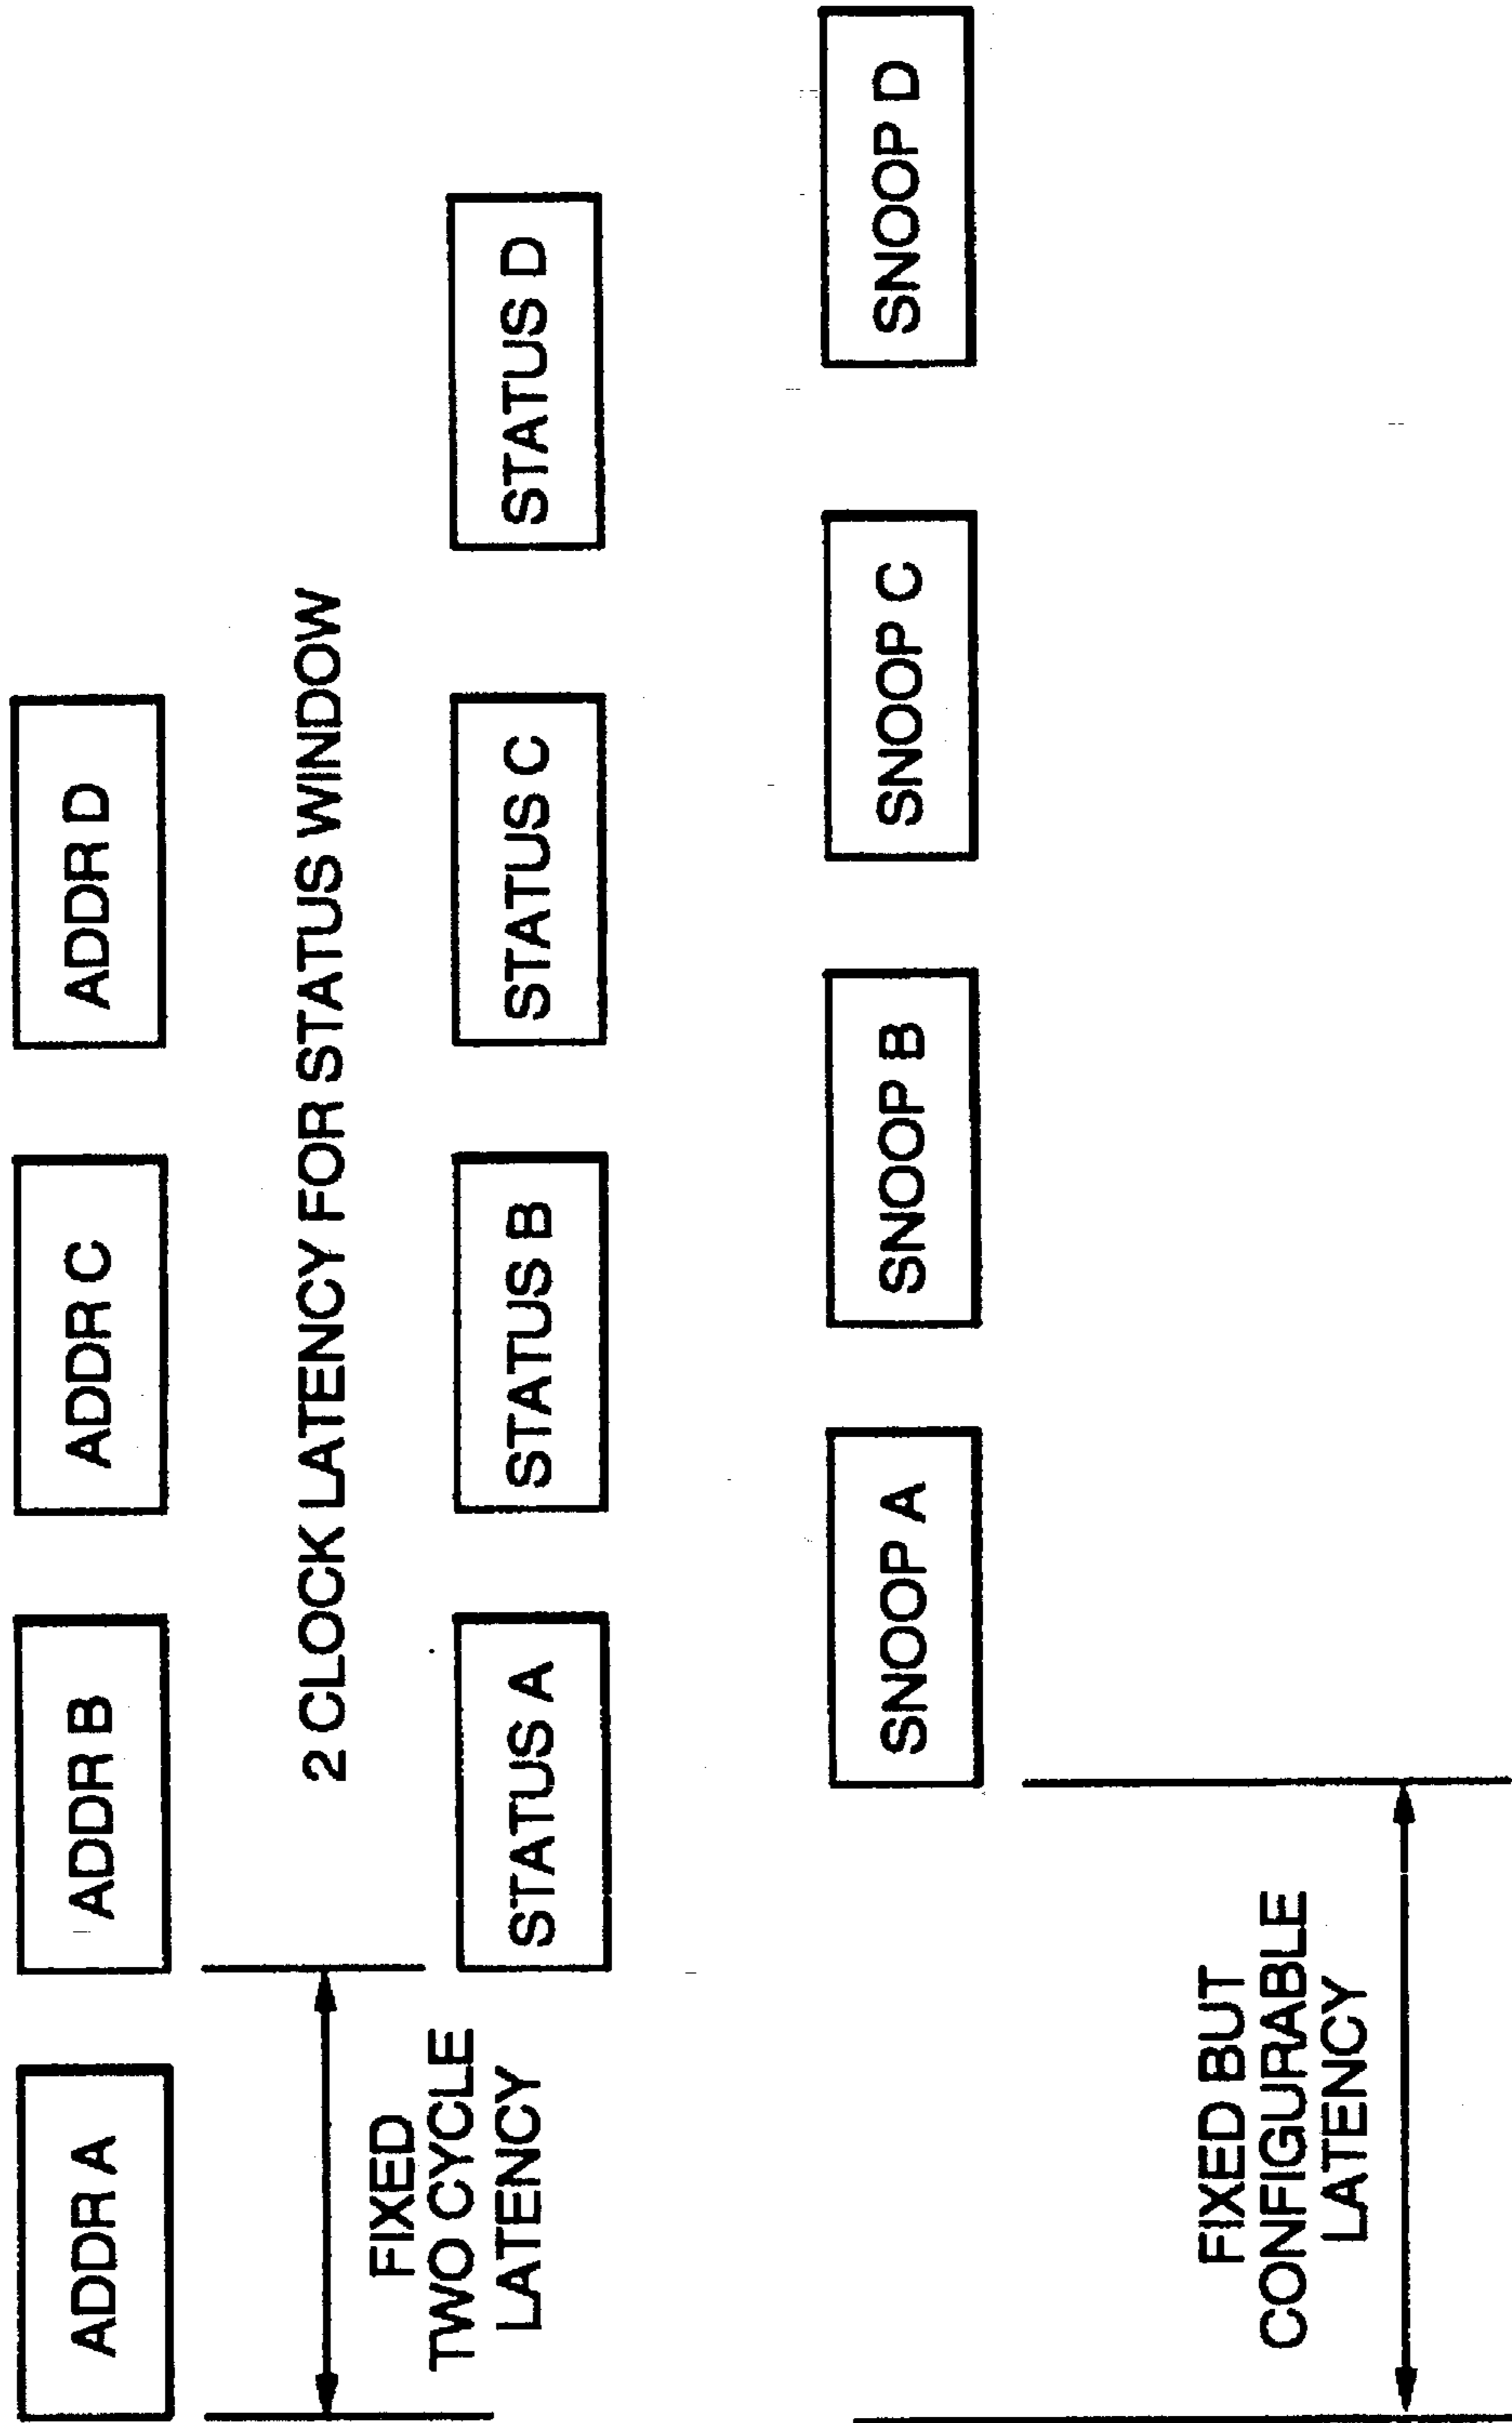 ADDR A
ADDR B
ADDR C
ADDR D
2 CLOCK LATENCY FOR STATUS WINDOW
FIXED
TWO CYCLE
LATENCY
STATUS A
STATUS B
STATUS C
STATUS D
SNOOP A
SNOOP B
SNOOP C
SNOOP D
FIXED BUT
CONFIGURABLE
LATENCY